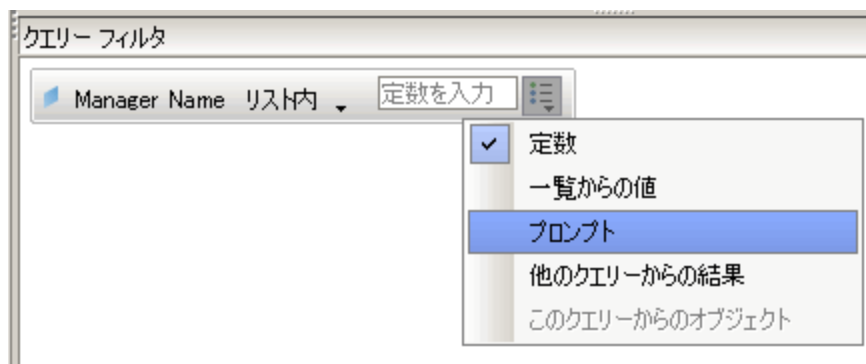 クエリー フィルタ
Manager Name リスト内 定数を入力
定数
一覧からの値
プロンプト
他のクエリーからの結果
このクエリーからのオブジェクト